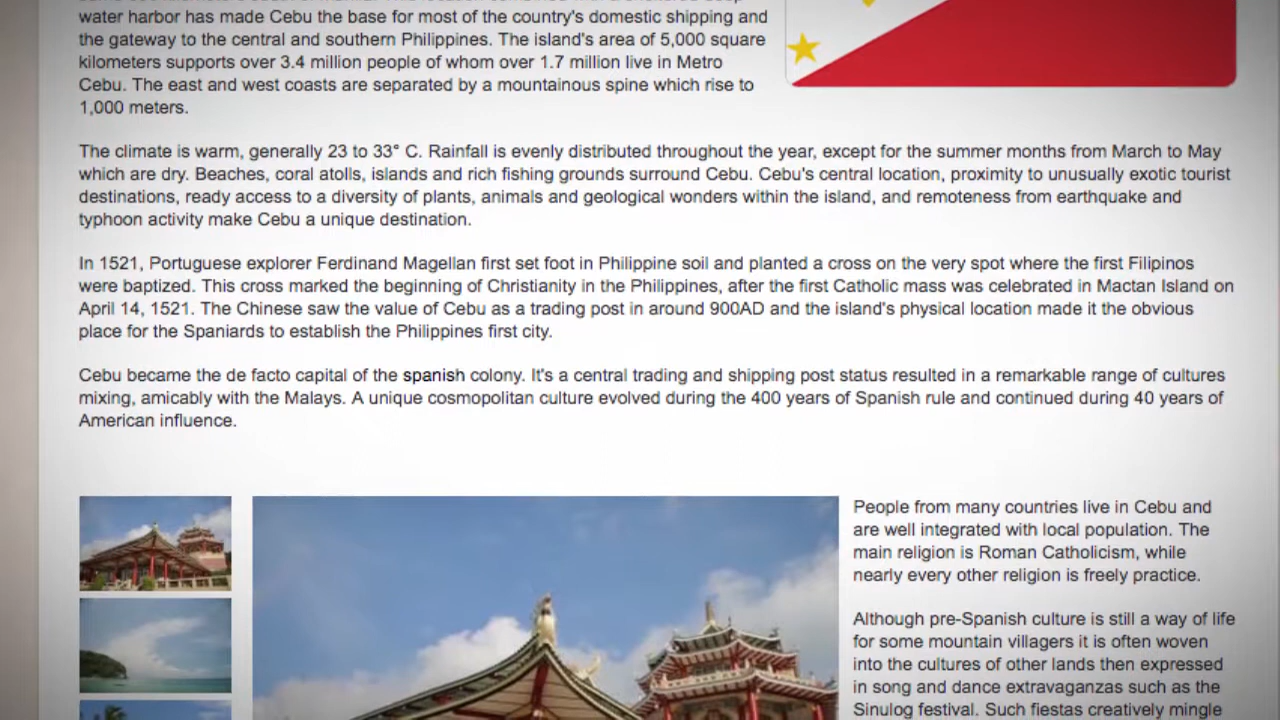 water harbor has made Cebu the base for most of the country's domestic shipping and
the gateway to the central and southern Philippines. The island's area of 5,000 square
kilometers supports over 3.4 million people of whom over 1.7 million live in Metro
Cebu. The east and west coasts are separated by a mountainous spine which rise to
1,000 meters.
The climate is warm, generally 23 to 33° C. Rainfall is evenly distributed throughout the year, except for the summer months from March to May
which are dry. Beaches, coral atolls, islands and rich fishing grounds surround Cebu. Cebu's central location, proximity to unusually exotic tourist
destinations, ready access to a diversity of plants, animals and geological wonders within the island, and remoteness from earthquake and
typhoon activity make Cebu a unique destination.
In 1521, Portuguese explorer Ferdinand Magellan first set foot in Philippine soil and planted a cross on the very spot where the first Filipinos
were baptized. This cross marked the beginning of Christianity in the Philippines, after the first Catholic mass was celebrated in Mactan Island on
April 14, 1521. The Chinese saw the value of Cebu as a trading post in around 900AD and the island's physical location made it the obvious
place for the Spaniards to establish the Philippines first city.
Cebu became the de facto capital of the spanish colony. It's a central trading and shipping post status resulted in a remarkable range of cultures
mixing, amicably with the Malays. A unique cosmopolitan culture evolved during the 400 years of Spanish rule and continued during 40 years of
American influence.
People from many countries live in Cebu and
are well integrated with local population. The
main religion is Roman Catholicism, while
nearly every other religion is freely practice.
Although pre-Spanish culture is still a way of life
for some mountain villagers it is often woven
into the cultures of other lands then expressed
in song and dance extravaganzas such as the
Sinulog festival. Such fiestas creatively mingle